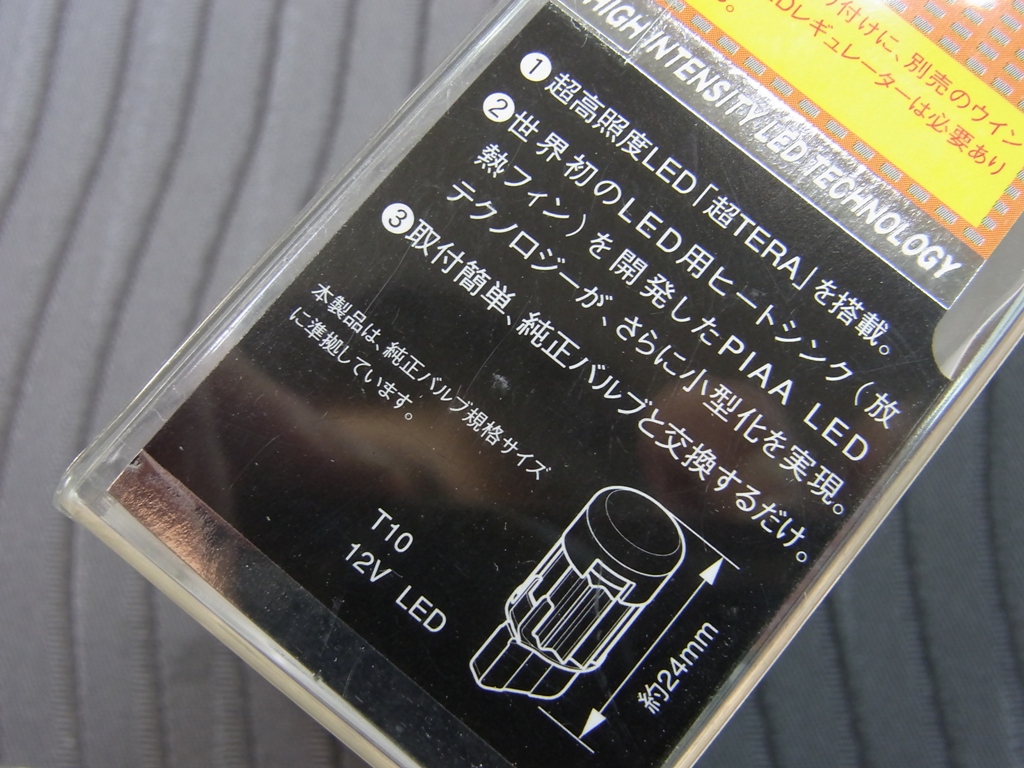 付けに、別売のウイン
す。 EDレギュレーターは必要あり
HIGH INTENSITY LED TECHNOLOGY
❶超高照度LED「超TERA」を搭載。
❷世界初のLED用ヒートシンク(放
熱フィン)を開発したPIAA LED
テクノロジーが、さらに小型化を実現。
❸取付簡単、純正バルブと交換するだけ。
本製品は、純正バルブ規格サイズ
に準拠しています。
T10
12V LED
約24mm